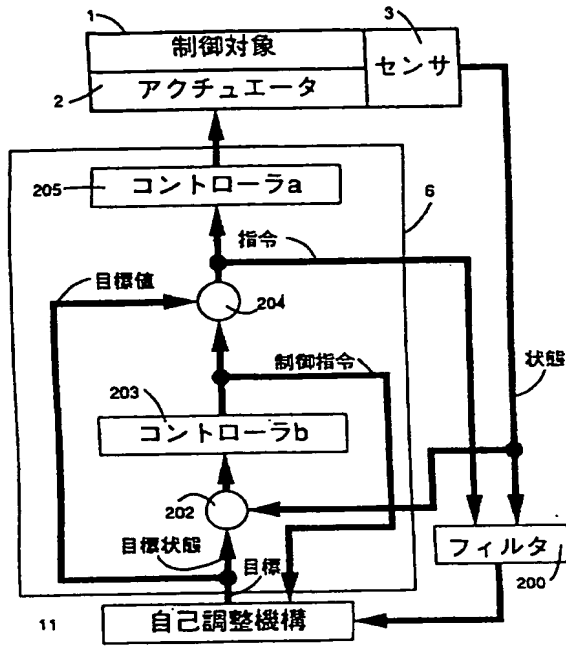 1
制御対象
3
センサ
2
アクチュエータ
205
コントローラa
6
指令
目標値
204
制御指令
状態
203
コントローラb
202
目標状態
目標
フィルタ
200
11
自己調整機構